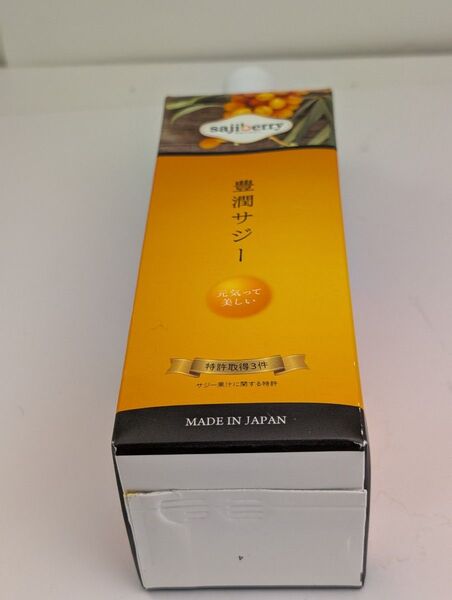 sajiberry
豊潤サジー
元気って
美しい
特許取得3件
サジー果汁に関する特許
MADE IN JAPAN
4